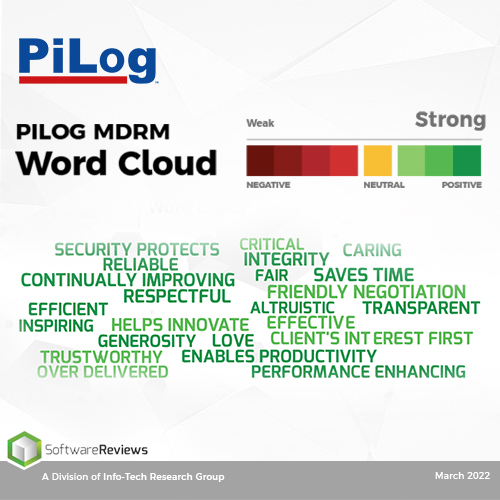 PiLog
PILOG MDRM
Word Cloud
Weak
Strong
NEGATIVE
NEUTRAL
POSITIVE
SECURITY PROTECTS
CRITICAL
CARING
RELIABLE
INTEGRITY
CONTINUALLY IMPROVING
FAIR
SAVES TIME
RESPECTFUL
FRIENDLY NEGOTIATION
EFFICIENT
ALTRUISTIC
TRANSPARENT
INSPIRING
HELPS INNOVATE
EFFECTIVE
GENEROSITY
LOVE
CLIENT'S INTEREST FIRST
TRUSTWORTHY
ENABLES PRODUCTIVITY
OVER DELIVERED
PERFORMANCE ENHANCING
SoftwareReviews
A Division of Info-Tech Research Group
March 2022